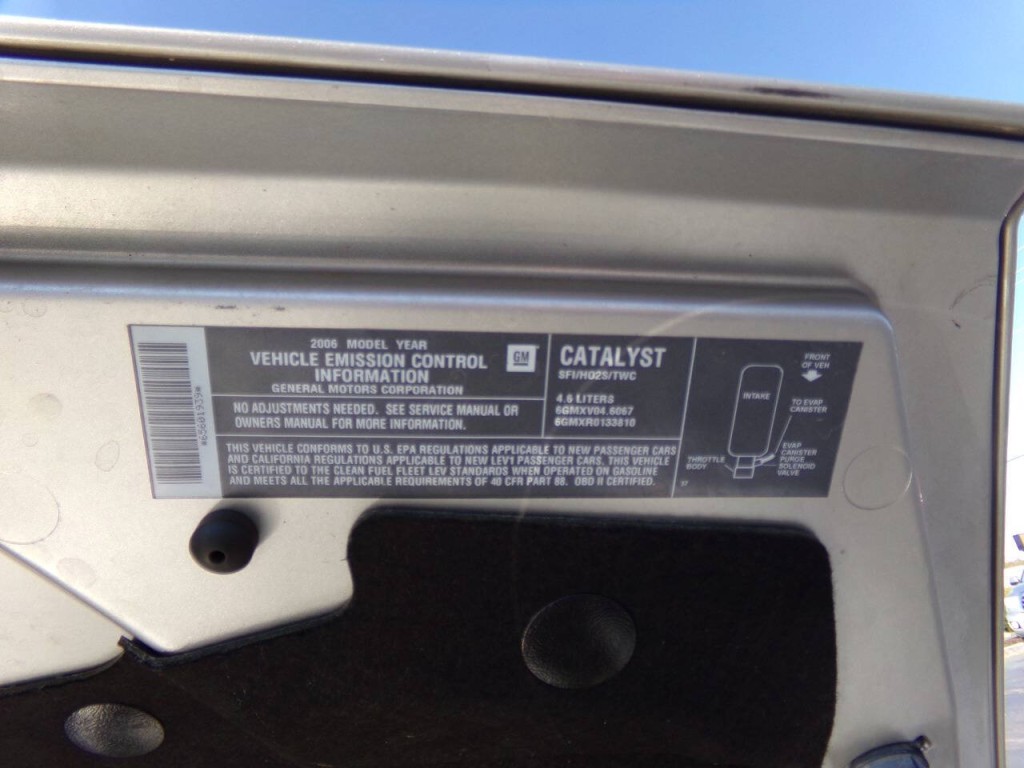 *65601939*
2006 MODEL YEAR
VEHICLE EMISSION CONTROL
INFORMATION
GENERAL MOTORS CORPORATION
GM
NO ADJUSTMENTS NEEDED. SEE SERVICE MANUAL OR
OWNERS MANUAL FOR MORE INFORMATION.
CATALYST
SFI/HO2S/TWC
4.6 LITERS
6GMXV04.6067
6GMXR0133810
THIS VEHICLE CONFORMS TO U.S. EPA REGULATIONS APPLICABLE TO NEW PASSENGER CARS
AND CALIFORNIA REGULATIONS APPLICABLE TO NEW LEV1 PASSENGER CARS. THIS VEHICLE
IS CERTIFIED TO THE CLEAN FUEL FLEET LEV STANDARDS WHEN OPERATED ON GASOLINE
AND MEETS ALL THE APPLICABLE REQUIREMENTS OF 40 CFR PART 88. OBD II CERTIFIED.
FRONT
OF VEH
INTAKE
TO EVAP
CANISTER
THROTTLE
BODY
EVAP
CANISTER
PURGE
SOLENOID
VALVE